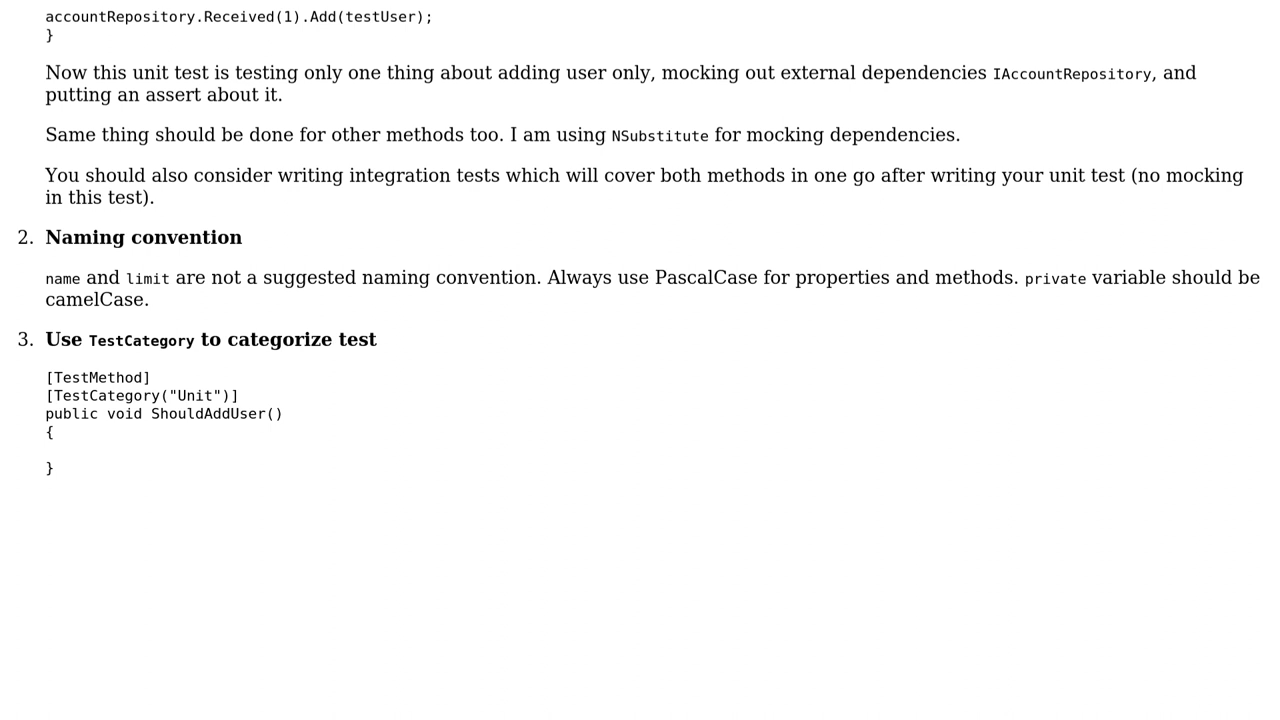 accountRepository.Received(1).Add(testUser);
}
Now this unit test is testing only one thing about adding user only, mocking out external dependencies IAccountRepository, and
putting an assert about it.
Same thing should be done for other methods too. I am using NSubstitute for mocking dependencies.
You should also consider writing integration tests which will cover both methods in one go after writing your unit test (no mocking
in this test).
2. Naming convention
name and limit are not a suggested naming convention. Always use PascalCase for properties and methods. private variable should be
camelCase.
3. Use TestCategory to categorize test
[TestMethod]
[TestCategory("Unit")]
public void ShouldAddUser()
{
}